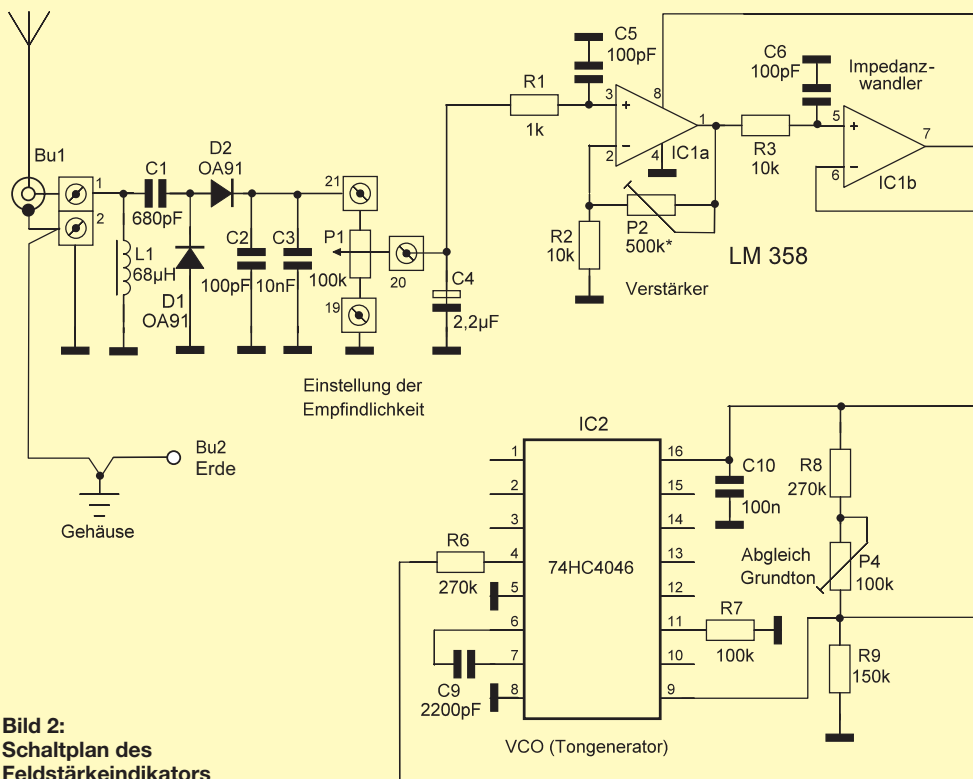 Bu1
1
2
C1
680pF
L1
68µH
D2
OA91
D1
OA91
C2
100pF
C3
10nF
21
P1
100k
20
19
Einstellung der
Empfindlichkeit
C4
2,2µF
R1
1k
C5
100pF
3
+
8
2
−
4
1
IC1a
R2
10k
P2
500k*
Verstärker
LM 358
R3
10k
C6
100pF
Impedanz-
wandler
5
+
6
−
7
IC1b
Bu2
Erde
Gehäuse
IC2
74HC4046
1
2
3
4
5
6
7
8
16
15
14
13
12
11
10
9
R6
270k
C9
2200pF
C10
100n
R7
100k
R8
270k
Abgleich
Grundton
P4
100k
R9
150k
VCO (Tongenerator)
Bild 2:
Schaltplan des
Feldstärkeindikators